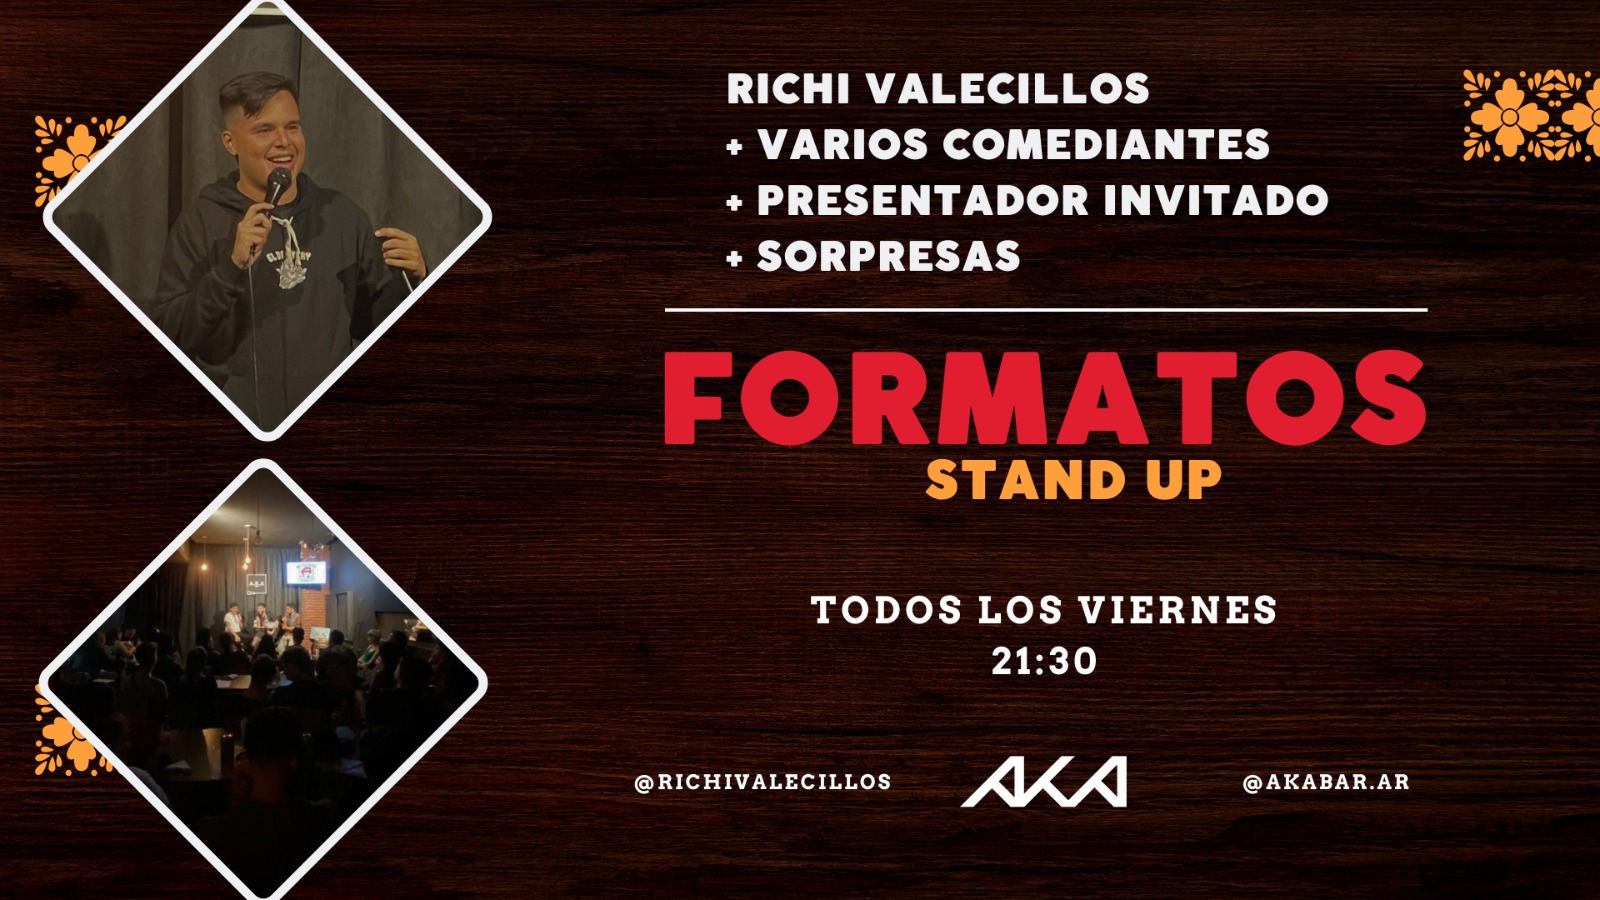 RICHI VALECILLOS
+ VARIOS COMEDIANTES
+ PRESENTADOR INVITADO
+ SORPRESAS
FORMATOS
STAND UP
TODOS LOS VIERNES
21:30
@RICHIVALECILLOS
AKA
@AKABAR.AR